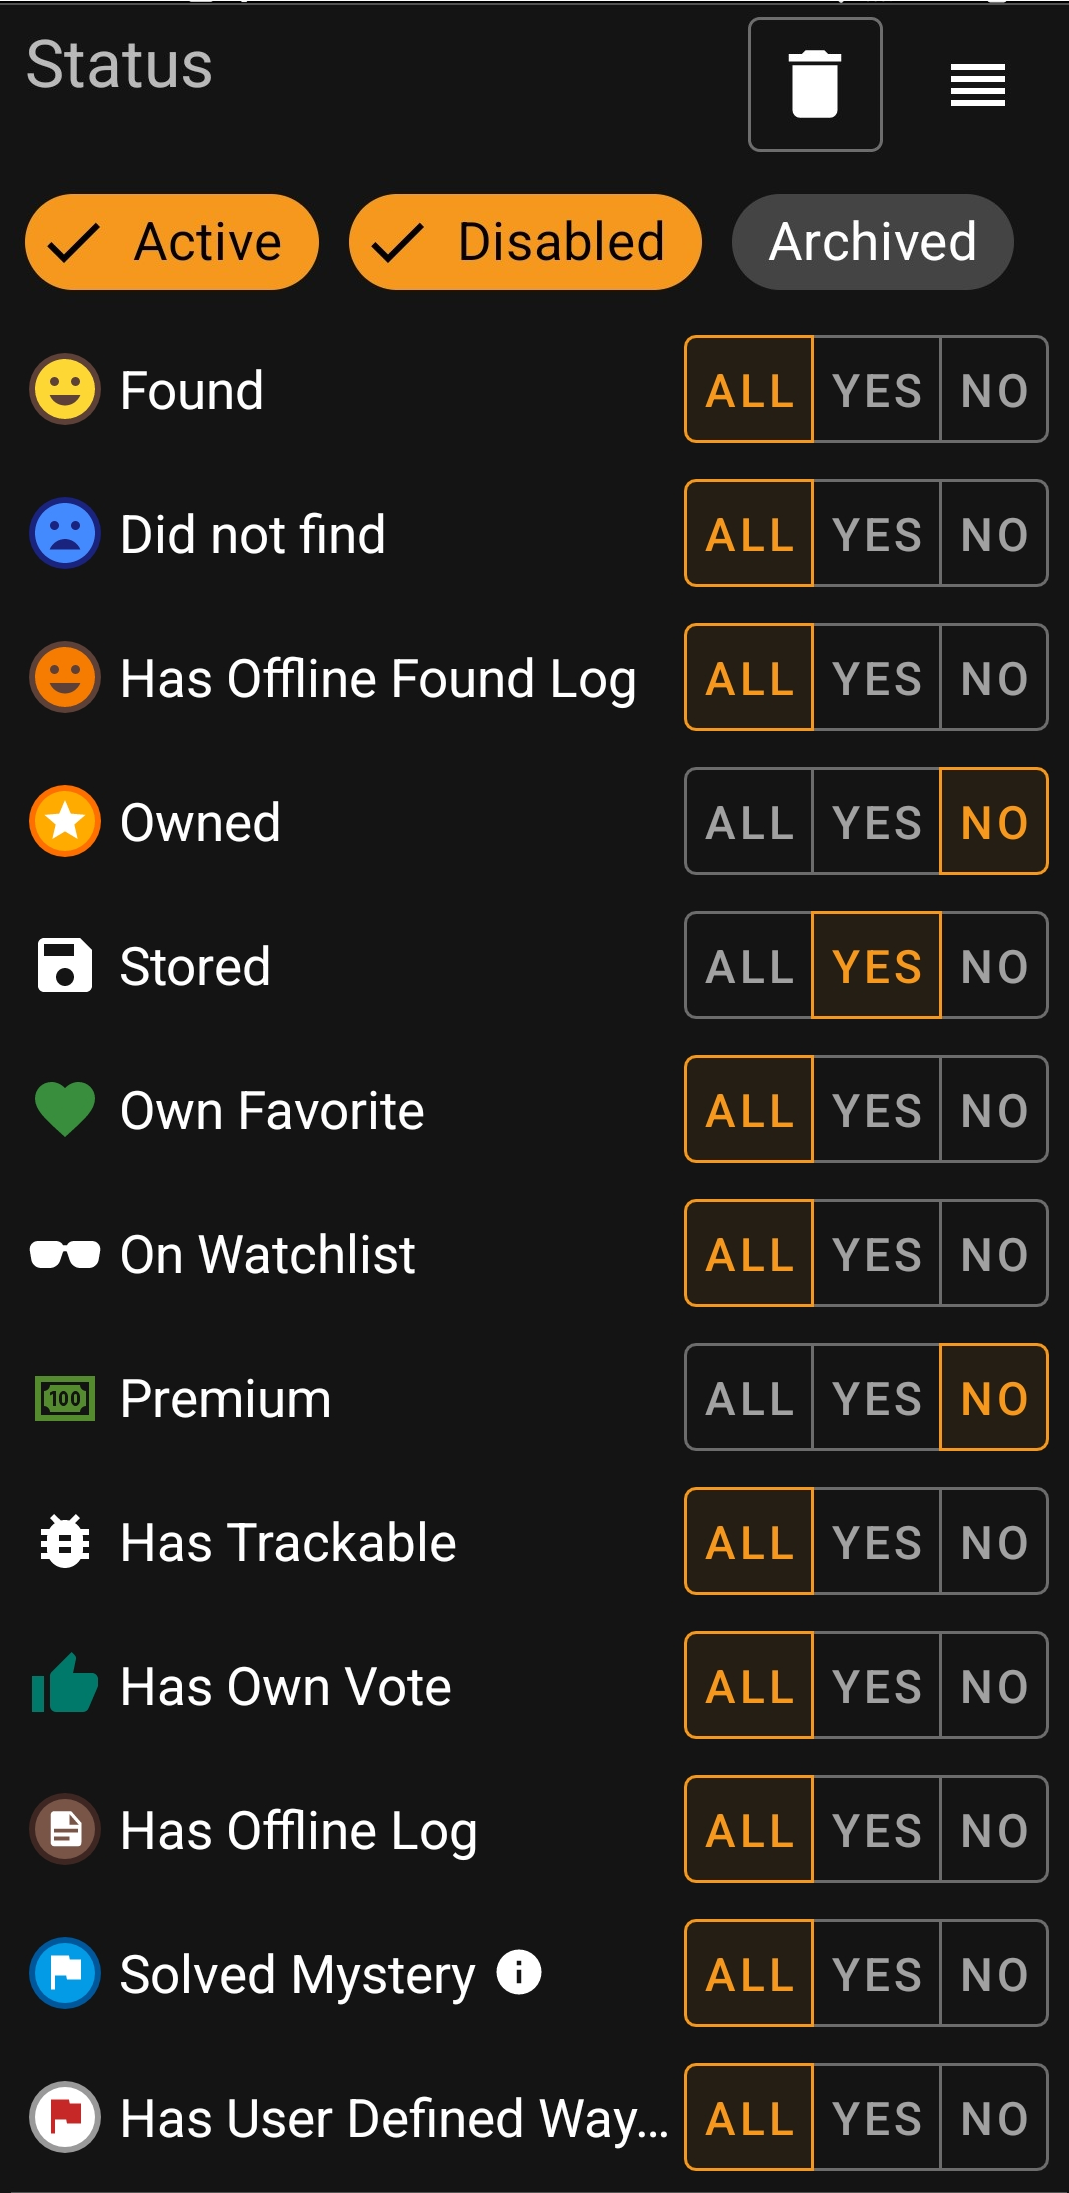 Status
Active Disabled Archived
Found ALL YES NO
Did not find ALL YES NO
Has Offline Found Log ALL YES NO
Owned ALL YES NO
Stored ALL YES NO
Own Favorite ALL YES NO
On Watchlist ALL YES NO
100 Premium ALL YES NO
Has Trackable ALL YES NO
Has Own Vote ALL YES NO
Has Offline Log ALL YES NO
Solved Mystery i ALL YES NO
Has User Defined Way... ALL YES NO